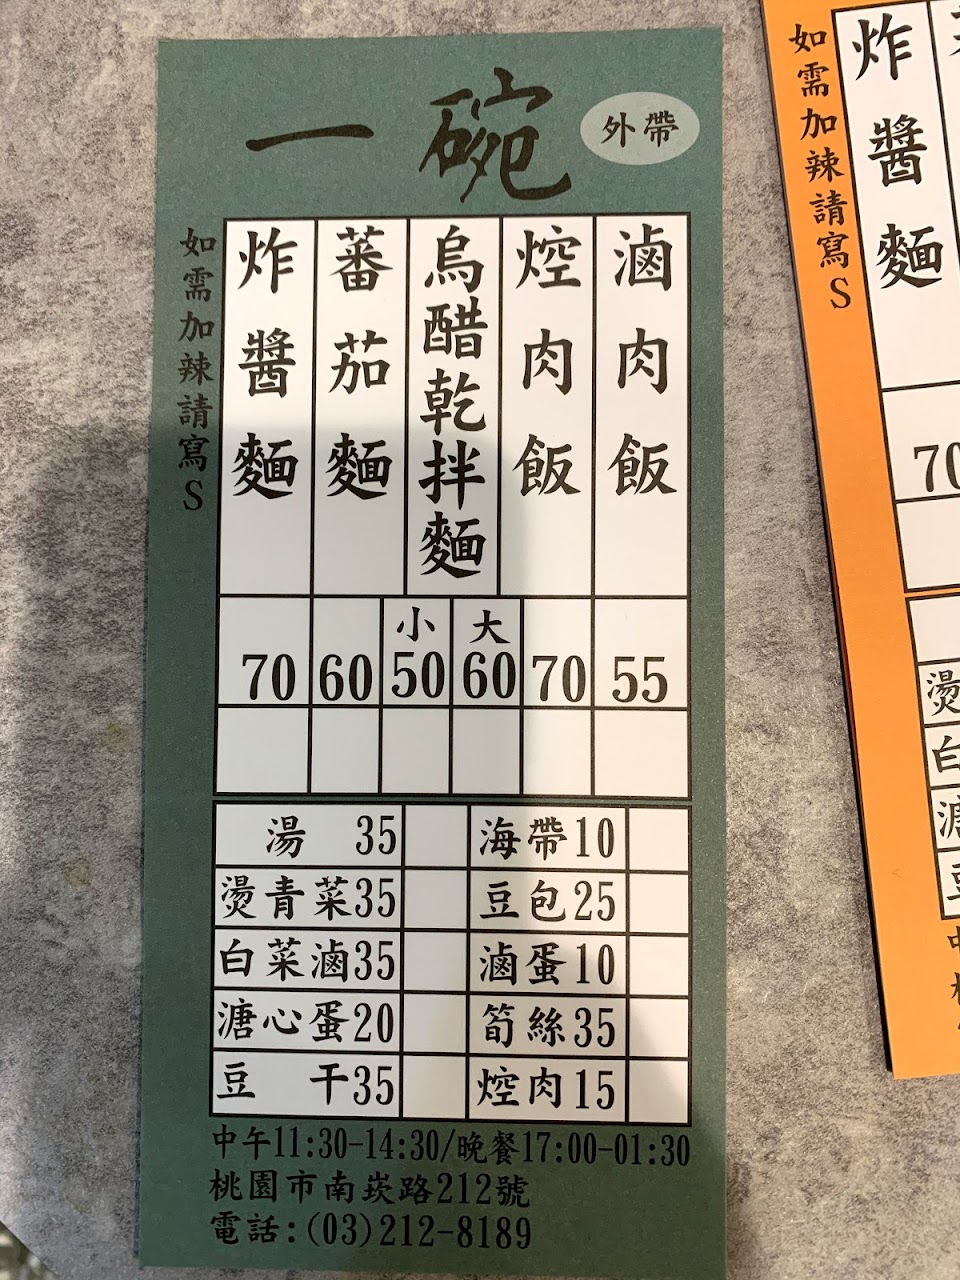 一碗
外帶
如需加辣請寫S
滷肉飯
焢肉飯
烏醋乾拌麵
蕃茄麵
炸醬麵
70
60
小50
大60
70
55
湯 35
海帶10
燙青菜35
豆包25
白菜滷35
滷蛋10
溏心蛋20
筍絲35
豆干35
焢肉15
中午11:30-14:30/晚餐17:00-01:30
桃園市南崁路212號
電話:(03)212-8189
如需加辣請寫S
炸醬麵
70
燙
白